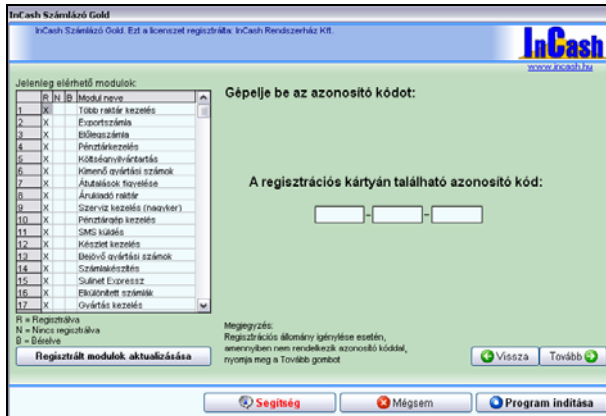 InCash Számlázó Gold
InCash Számlázó Gold. Ezt a licenszet regisztrálta: InCash Rendszerház Kft.
InCash
www.incash.hu
Jelenleg elérhető modulok:
Gépelje be az azonosító kódot:
R N B Modul neve
1 X Több raktár kezelés
2 X Exportszámla
3 X Előlegszámla
4 X Pénztárkezelés
5 X Költségnyilvántartás
6 X Kimenő gyártási számok
7 X Átutalások figyelése
8 X Árukiadó raktár
9 X Szerviz kezelés (nagyker)
10 X Pénztárgép kezelés
11 X SMS küldés
12 X Készlet kezelés
13 X Bejövő gyártási számok
14 X Számlakészítés
15 X Sulinet Expressz
16 X Elkülönített számlák
17 X Gyártás kezelés
A regisztrációs kártyán található azonosító kód:
- -
R = Regisztrálva
N = Nincs regisztrálva
B = Bérelve
Regisztrált modulok aktualizásása
Megjegyzés:
Regisztrációs állomány igénylése esetén,
amennyiben nem rendelkezik azonosító kóddal,
nyomja meg a Tovább gombot
Vissza Tovább
Segítség Mégsem Program indítása